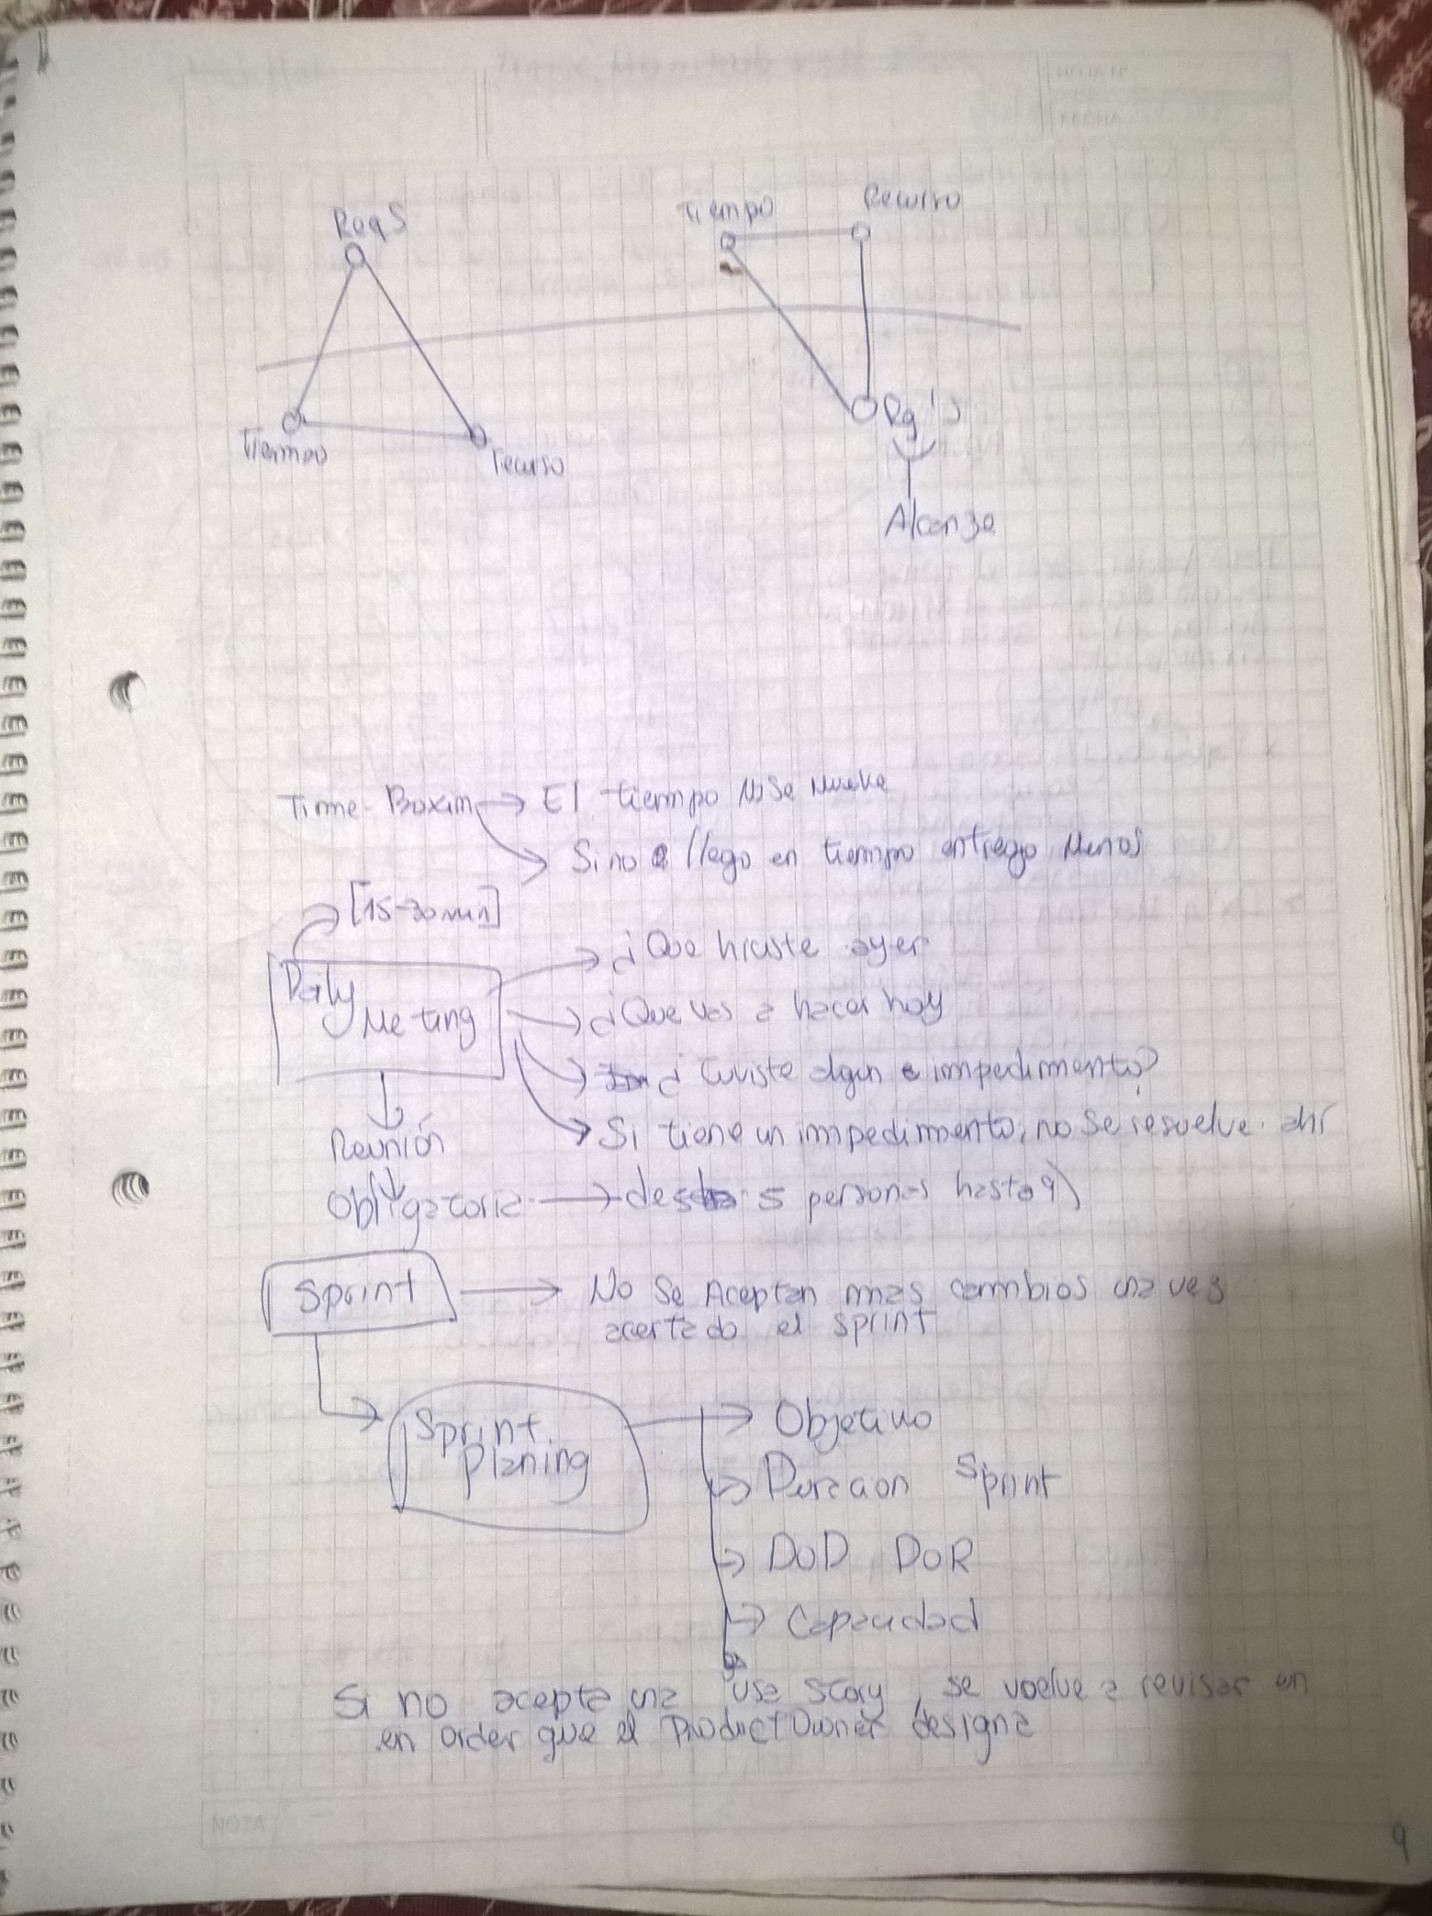 Reqs
Tiempo
recurso
Tiempo
Recurso
Rq's
Alcanze
Time-Boxin → El tiempo No se Mueve
Si no llego en tiempo entrego Menos
[15-30 min]
Daily
Meting
¿Que hiciste ayer
¿Que vas a hacer hoy
¿Tuviste algun impedimento?
Si tiene un impedimento, no se resuelve ahí
Reunión
Obligatoria → desde 5 personas hasta 9)
Sprint → No Se Aceptan mas cambios una vez
acertado el sprint
Sprint
Planing
Objetivo
Duracion Sprint
DoD DoR
Capacidad
Si no acepta una Use Story, se vuelve a revisar en
en order que el Product Owner designa
NOTA
9